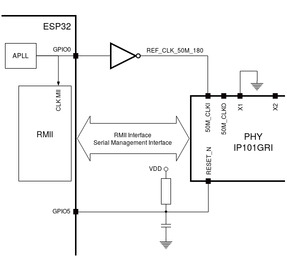 ESP32
GPIO0
REF_CLK_50M_180
APLL
CLKMII
RMII
RMII Interface
Serial Management Interface
50M_CLKI
50M_CLKO
X1
X2
PHY
IP101GRI
RESET_N
VDD
GPIO5